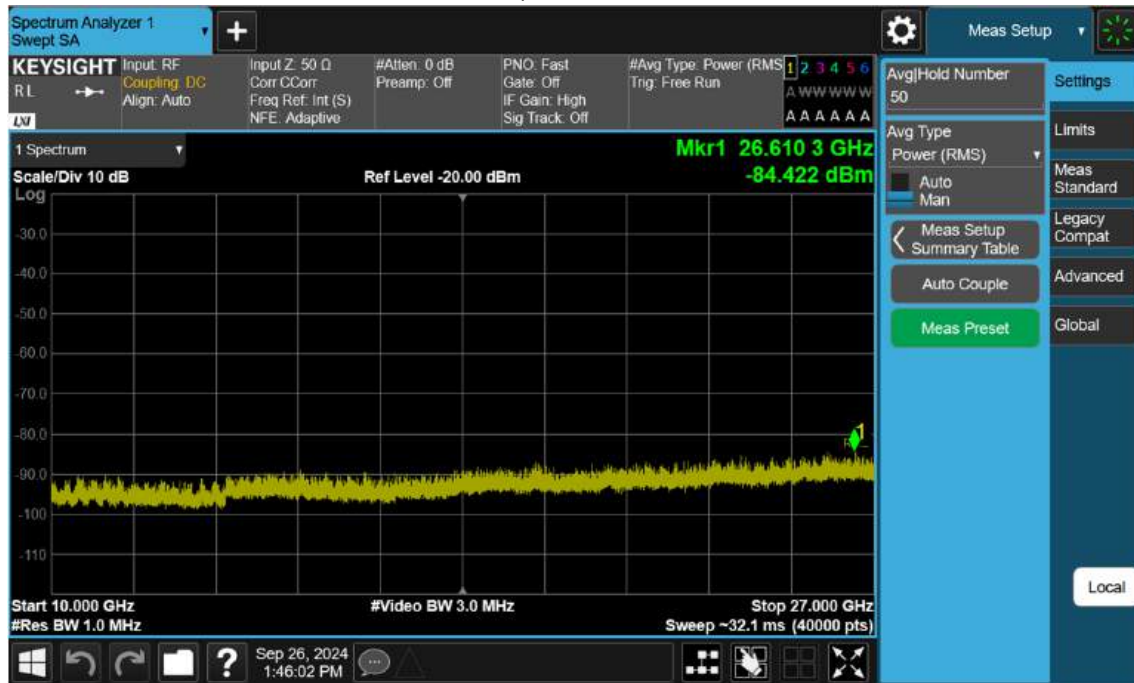 Spectrum Analyzer 1
Swept SA
+
Meas Setup
KEYSIGHT
RL
LXI
Input: RF
Coupling: DC
Align: Auto
Input Z: 50 Ω
Corr CCorr
Freq Ref: Int (S)
NFE: Adaptive
#Atten: 0 dB
Preamp: Off
PNO: Fast
Gate: Off
IF Gain: High
Sig Track: Off
#Avg Type: Power (RMS
Trig: Free Run
1 2 3 4 5 6
A W W W W W
A A A A A A
1 Spectrum
Mkr1 26.610 3 GHz
Scale/Div 10 dB
Ref Level -20.00 dBm
-84.422 dBm
Log
-30.0
-40.0
-50.0
-60.0
-70.0
-80.0
-90.0
-100
-110
1
Start 10.000 GHz
#Video BW 3.0 MHz
Stop 27.000 GHz
#Res BW 1.0 MHz
Sweep ~32.1 ms (40000 pts)
Avg|Hold Number
50
Avg Type
Power (RMS)
Auto
Man
Meas Setup
Summary Table
Auto Couple
Meas Preset
Settings
Limits
Meas
Standard
Legacy
Compat
Advanced
Global
Local
?
Sep 26, 2024
1:46:02 PM